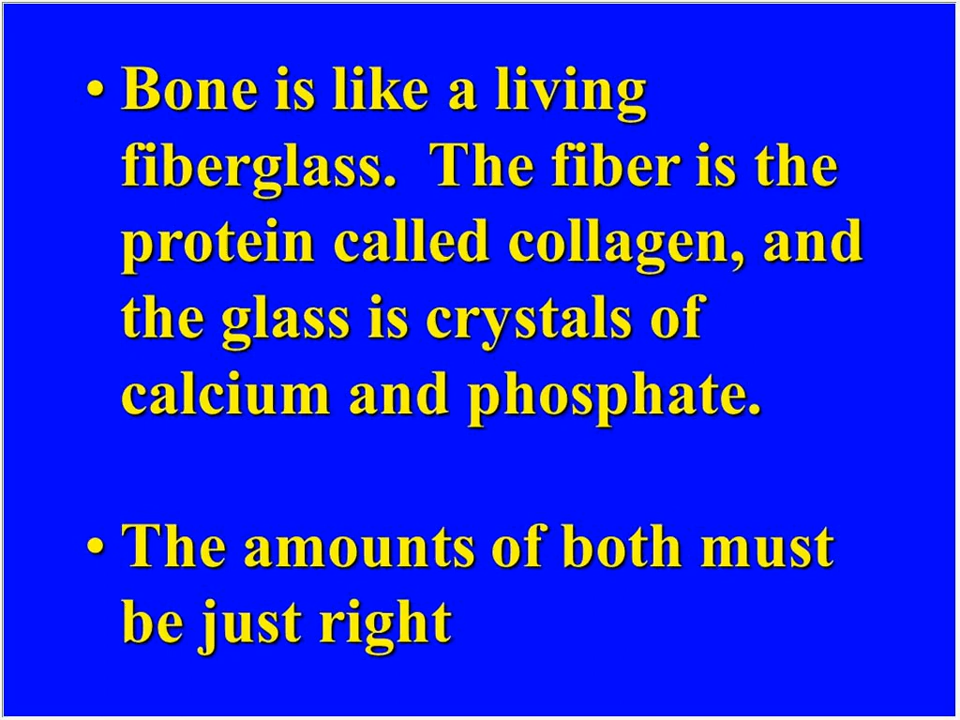 • Bone is like a living
fiberglass.  The fiber is the
protein called collagen, and
the glass is crystals of
calcium and phosphate.
• The amounts of both must
be just right